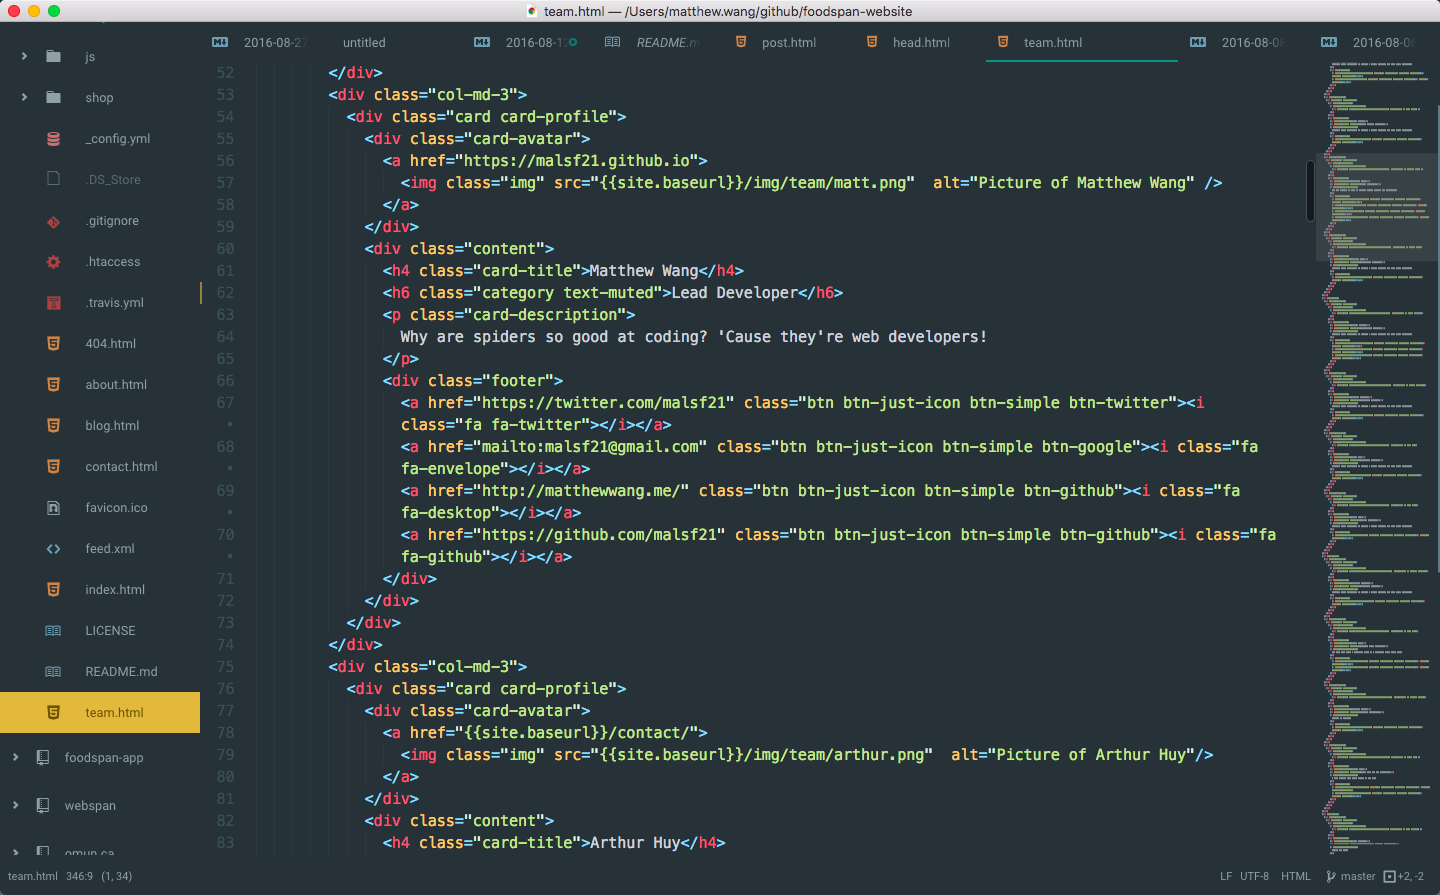 team.html — /Users/matthew.wang/github/foodspan-website
js
shop
_config.yml
.DS_Store
.gitignore
.htaccess
.travis.yml
404.html
about.html
blog.html
contact.html
favicon.ico
feed.xml
index.html
LICENSE
README.md
team.html
foodspan-app
webspan
omun.ca
2016-08-27 untitled 2016-08-12 README.m post.html head.html team.html 2016-08-08 2016-08-06
52 </div>
53 <div class="col-md-3">
54 <div class="card card-profile">
55 <div class="card-avatar">
56 <a href="https://malsf21.github.io">
57 <img class="img" src="{{site.baseurl}}/img/team/matt.png"  alt="Picture of Matthew Wang" />
58 </a>
59 </div>
60 <div class="content">
61 <h4 class="card-title">Matthew Wang</h4>
62 <h6 class="category text-muted">Lead Developer</h6>
63 <p class="card-description">
64 Why are spiders so good at coding? 'Cause they're web developers!
65 </p>
66 <div class="footer">
67 <a href="https://twitter.com/malsf21" class="btn btn-just-icon btn-simple btn-twitter"><i
• class="fa fa-twitter"></i></a>
68 <a href="mailto:malsf21@gmail.com" class="btn btn-just-icon btn-simple btn-google"><i class="fa
• fa-envelope"></i></a>
69 <a href="http://matthewwang.me/" class="btn btn-just-icon btn-simple btn-github"><i class="fa
• fa-desktop"></i></a>
70 <a href="https://github.com/malsf21" class="btn btn-just-icon btn-simple btn-github"><i class="fa
• fa-github"></i></a>
71 </div>
72 </div>
73 </div>
74 </div>
75 <div class="col-md-3">
76 <div class="card card-profile">
77 <div class="card-avatar">
78 <a href="{{site.baseurl}}/contact/">
79 <img class="img" src="{{site.baseurl}}/img/team/arthur.png"  alt="Picture of Arthur Huy"/>
80 </a>
81 </div>
82 <div class="content">
83 <h4 class="card-title">Arthur Huy</h4>
team.html 346:9 (1, 34) LF UTF-8 HTML master +2, -2